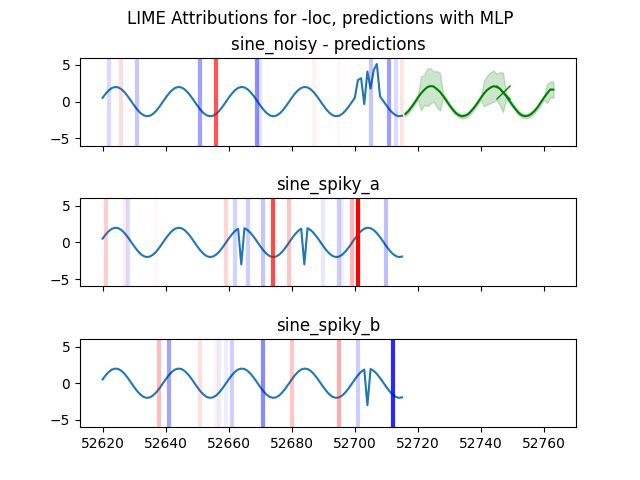 LIME Attributions for -loc, predictions with MLP
sine_noisy - predictions
5
0
−5
sine_spiky_a
5
0
−5
sine_spiky_b
5
0
−5
52620 52640 52660 52680 52700 52720 52740 52760